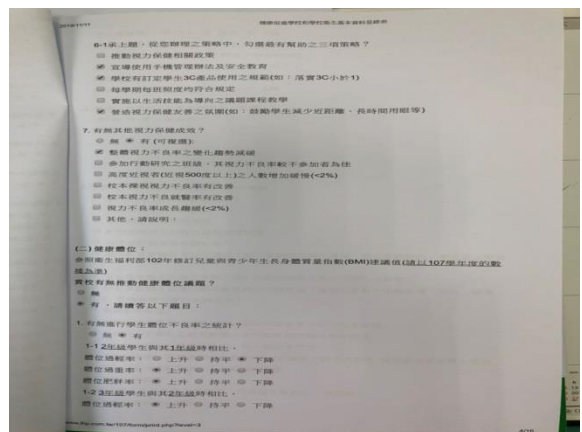 2019/11/11
6-1承上題，從您辦理之策略中，勾選最有幫助之三項策略？
推動視力保健相關政策
宣導使用手機管理辦法及安全教育
學校有訂定學生3C產品使用之規範(如：落實3C小於1)
每學期每班照度均符合規定
實施以生活技能為導向之議題課程教學
營造視力保健友善之氛圍(如：鼓勵學生減少近距離、長時間用眼等)
7. 有無其他視力保健成效？
無 有 (可複選):
整體視力不良率之變化趨勢減緩
參加行動研究之班級，其視力不良率較不參加者為佳
高度近視者(近視500度以上)之人數增加緩慢(<2%)
校本裸視視力不良率有改善
校本視力不良就醫率有改善
視力不良率成長趨緩(<2%)
其他，請說明：
(二) 健康體位：
參照衛生福利部102年修訂兒童與青少年生長身體質量指數(BMI)建議值(請以107學年度的數
據為準)
貴校有無推動健康體位議題？
無
有，請續答以下題目：
1. 有無進行學生體位不良率之統計？
無 有
1-1 2年級學生與其1年級時相比，
體位過輕率： 上升 持平 下降
體位過重率： 上升 持平 下降
體位肥胖率： 上升 持平 下降
1-2 3年級學生與其2年級時相比，
體位過輕率： 上升 持平 下降